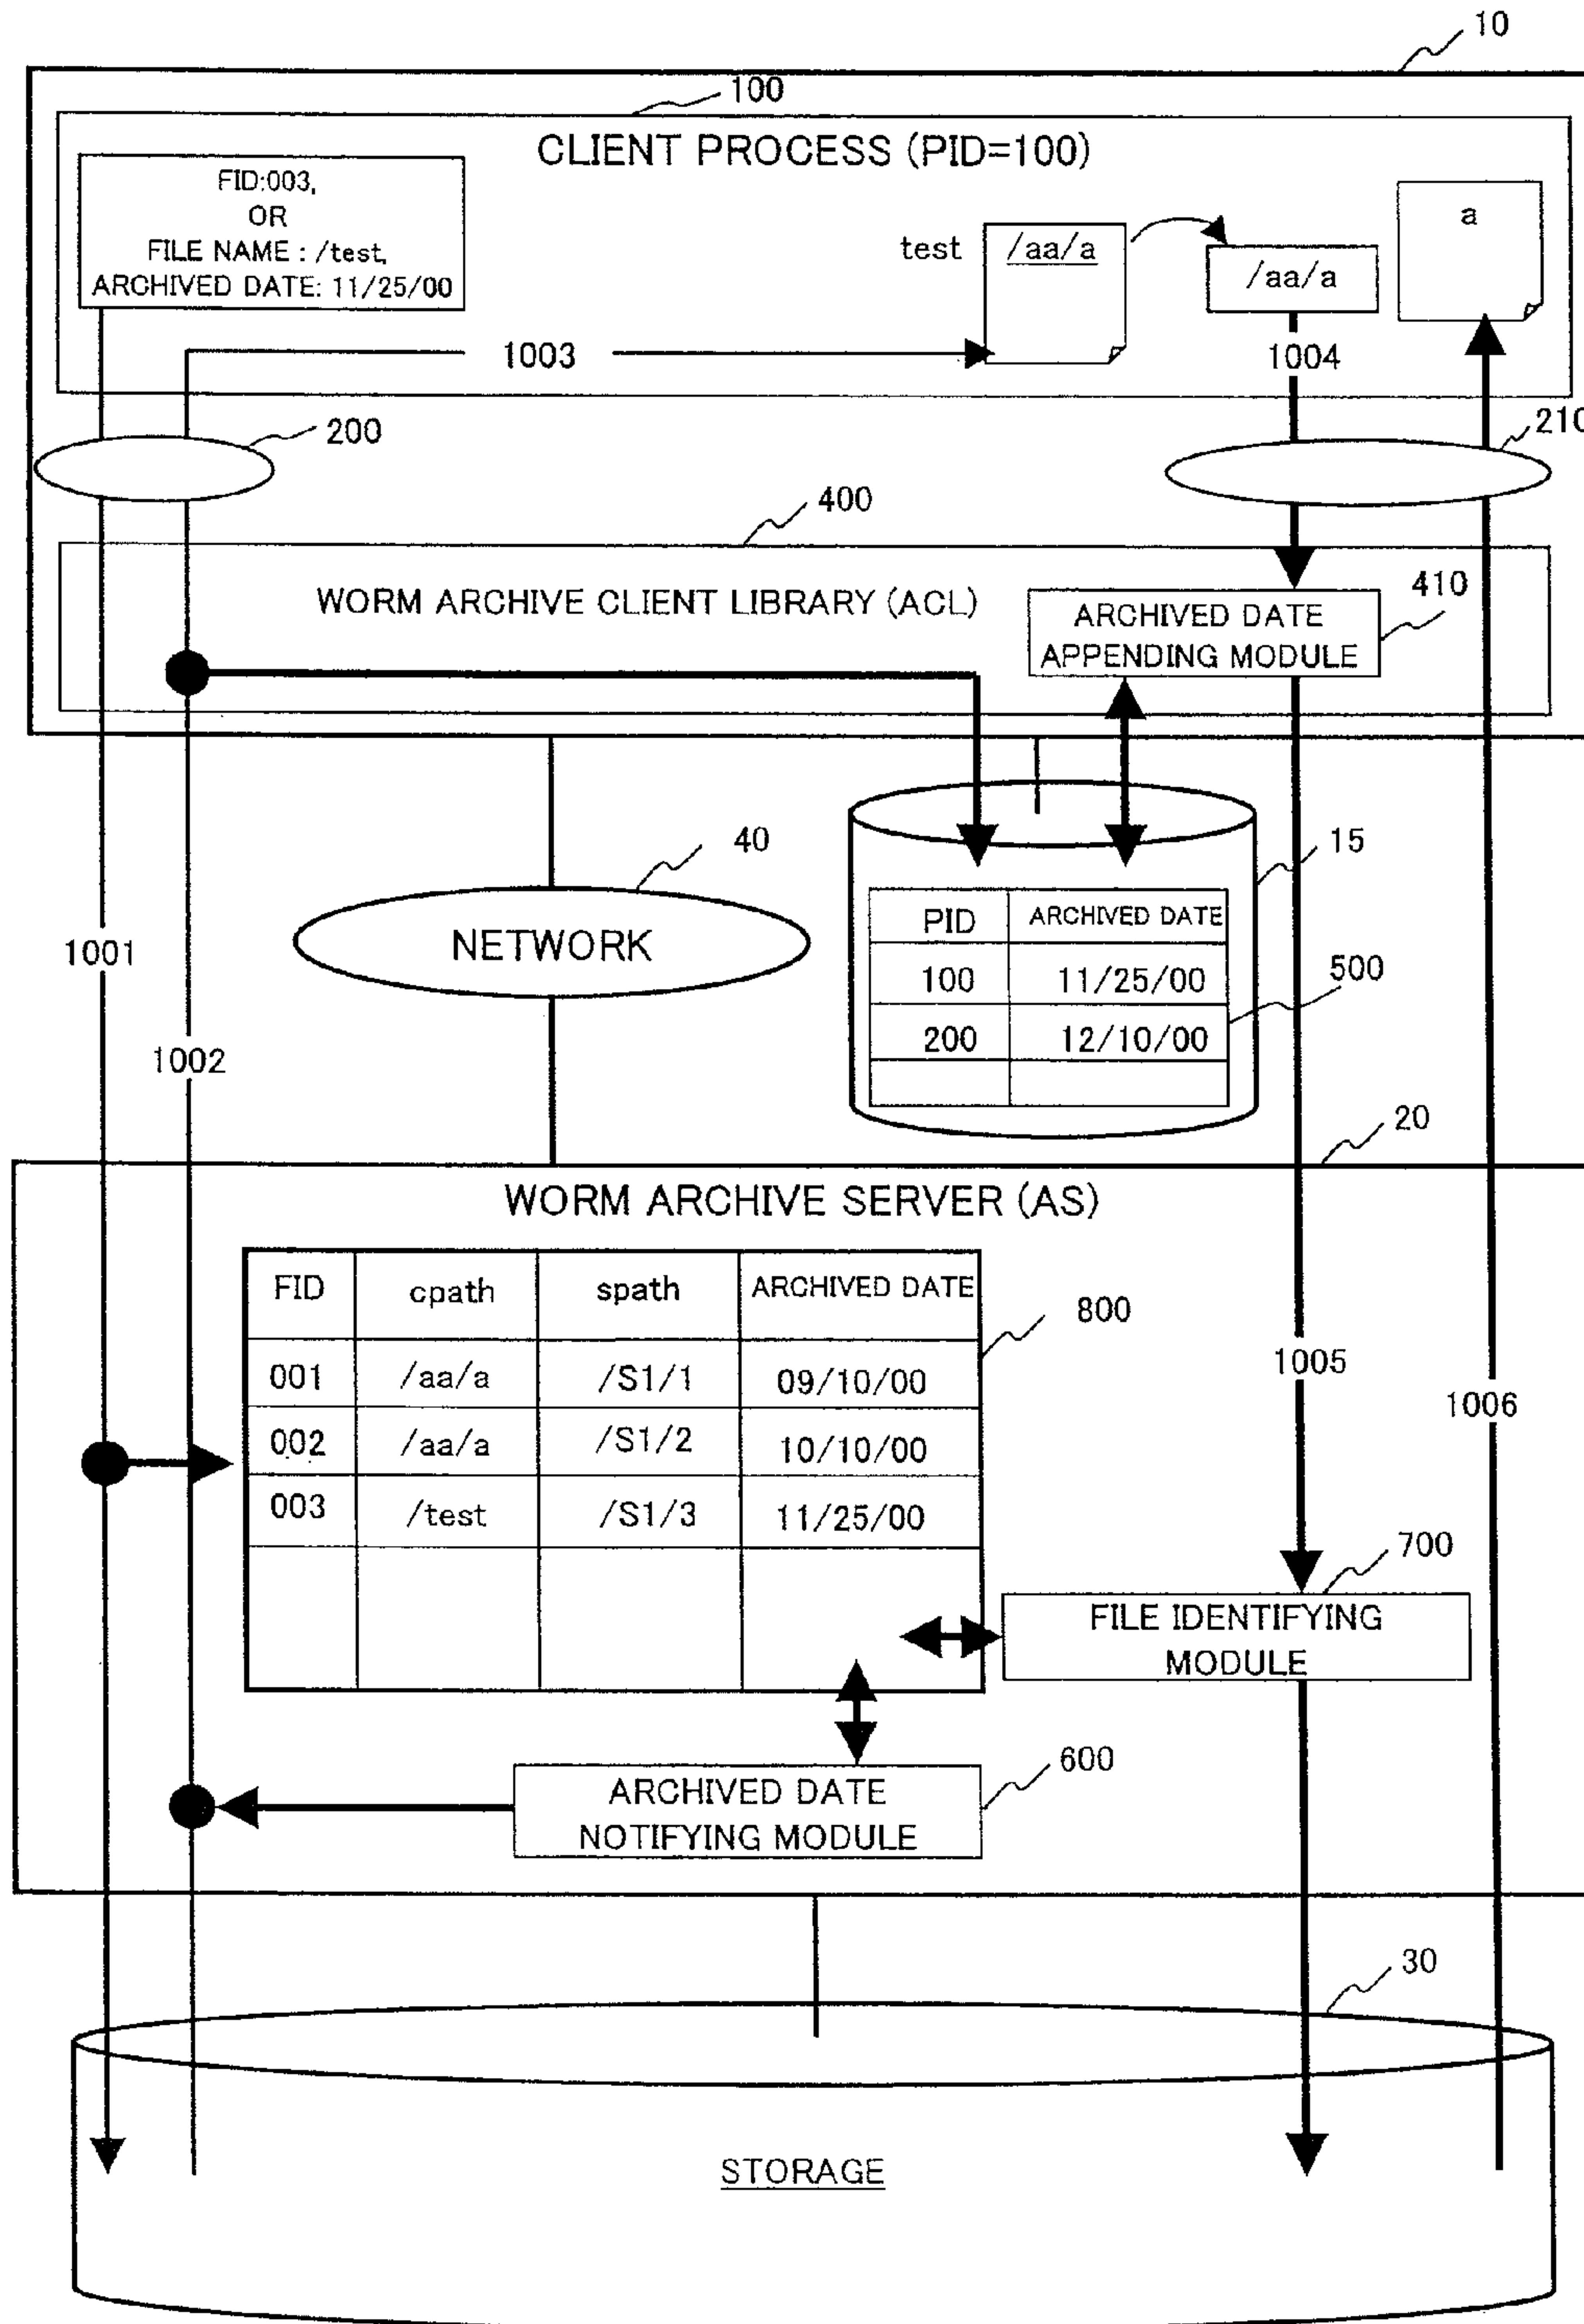 10
100
CLIENT PROCESS (PID=100)
FID:003,
OR
FILE NAME : /test,
ARCHIVED DATE: 11/25/00
test
/aa/a
/aa/a
a
1003
1004
200
210
400
WORM ARCHIVE CLIENT LIBRARY (ACL)
ARCHIVED DATE
APPENDING MODULE
410
40
15
NETWORK
PID ARCHIVED DATE
100 11/25/00
200 12/10/00
500
1001
1002
20
WORM ARCHIVE SERVER (AS)
FID cpath spath ARCHIVED DATE
001 /aa/a /S1/1 09/10/00
002 /aa/a /S1/2 10/10/00
003 /test /S1/3 11/25/00
800
1005
1006
700
FILE IDENTIFYING
MODULE
600
ARCHIVED DATE
NOTIFYING MODULE
30
STORAGE